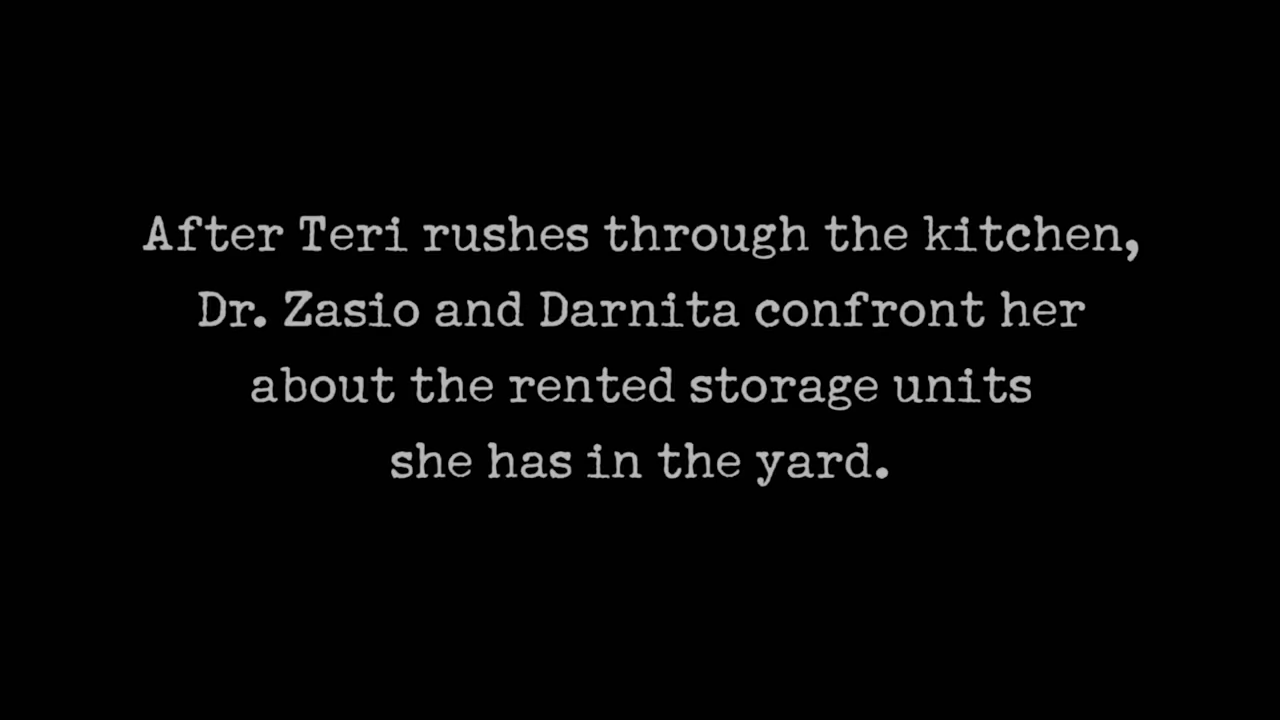 After Teri rushes through the kitchen,
Dr. Zasio and Darnita confront her
about the rented storage units
she has in the yard.